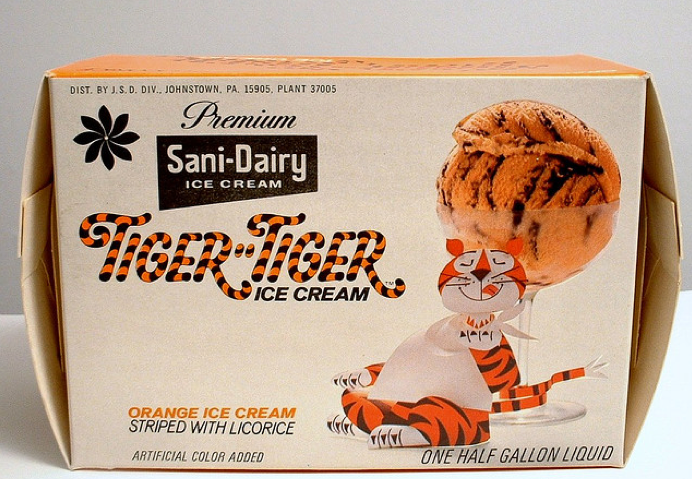 DIST. BY J.S.D. DIV., JOHNSTOWN, PA. 15905, PLANT 37005
Premium
Sani-Dairy
ICE CREAM
TIGER-TIGER™
ICE CREAM
ORANGE ICE CREAM
STRIPED WITH LICORICE
ARTIFICIAL COLOR ADDED
ONE HALF GALLON LIQUID